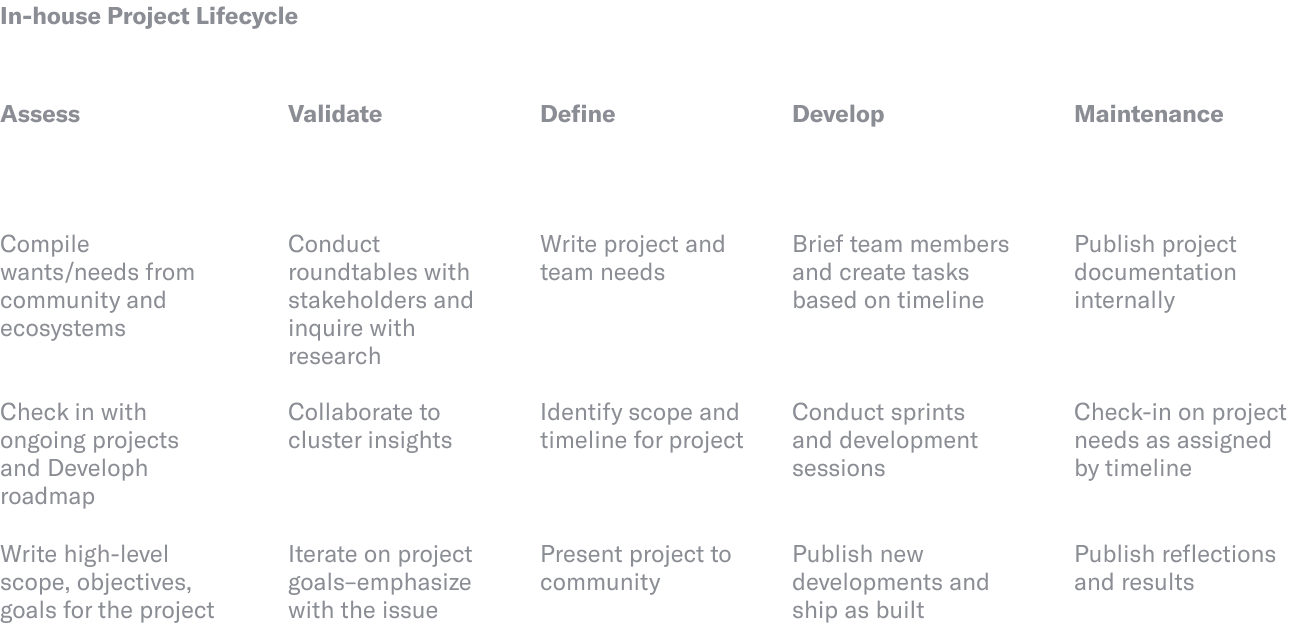 In-house Project Lifecycle
Assess
Validate
Define
Develop
Maintenance
Compile
wants/needs from
community and
ecosystems
Conduct
roundtables with
stakeholders and
inquire with
research
Write project and
team needs
Brief team members
and create tasks
based on timeline
Publish project
documentation
internally
Check in with
ongoing projects
and Developh
roadmap
Collaborate to
cluster insights
Identify scope and
timeline for project
Conduct sprints
and development
sessions
Check-in on project
needs as assigned
by timeline
Write high-level
scope, objectives,
goals for the project
Iterate on project
goals–emphasize
with the issue
Present project to
community
Publish new
developments and
ship as built
Publish reflections
and results